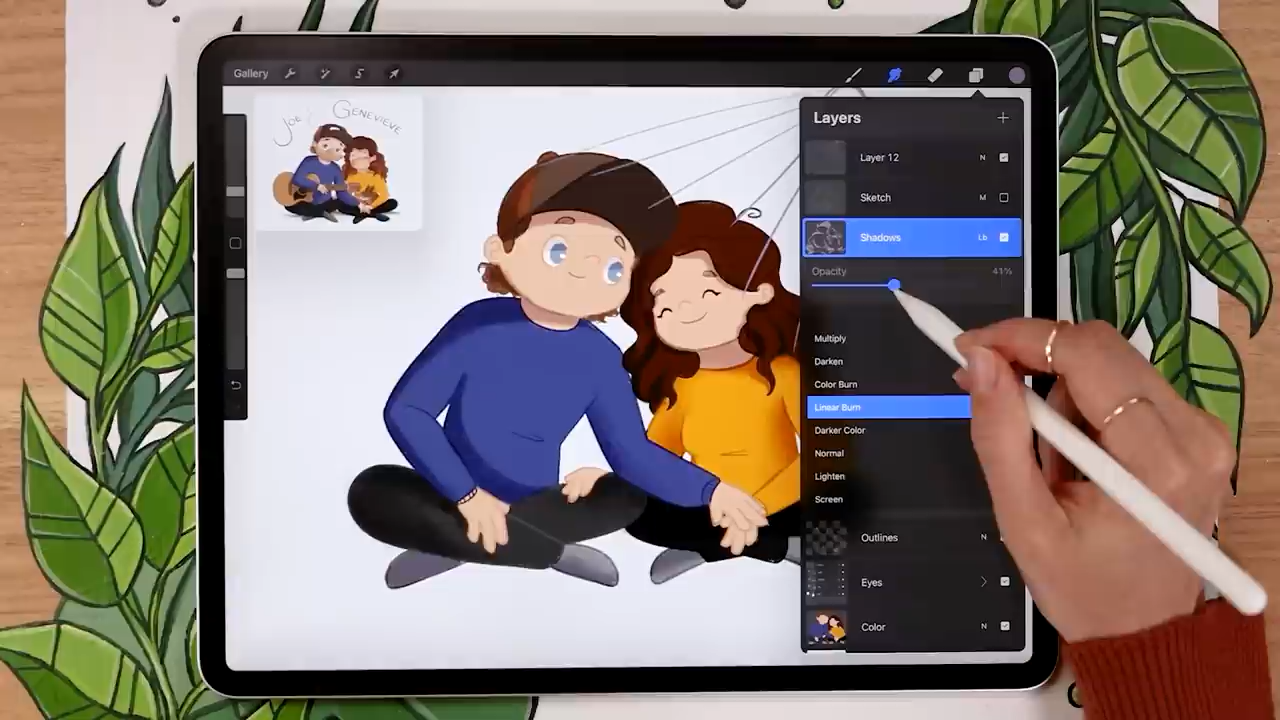 Gallery
JOE & GENEVIEVE
Layers
Layer 12 N
Sketch M
Shadows Lb
Opacity 41%
Multiply
Darken
Color Burn
Linear Burn
Darker Color
Normal
Lighten
Screen
Outlines N
Eyes
Color N